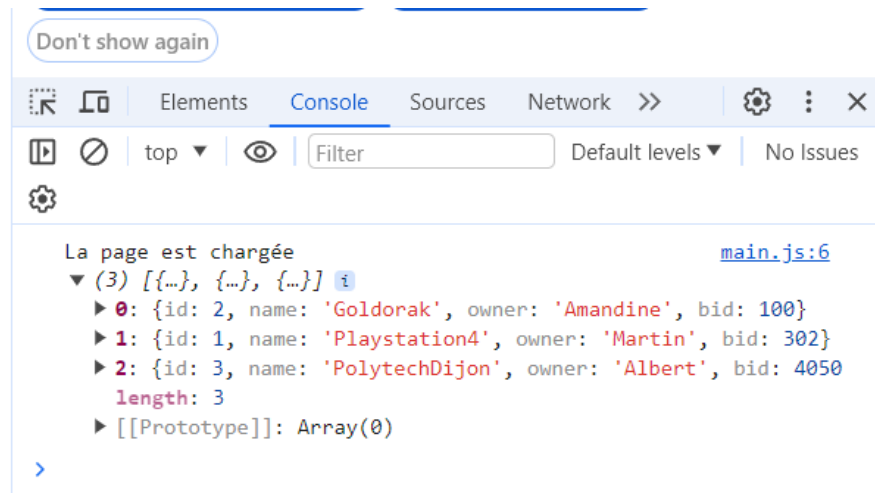 Don't show again
Elements Console Sources Network
top Filter Default levels No Issues
La page est chargée main.js:6
(3) [{…}, {…}, {…}] i
0: {id: 2, name: 'Goldorak', owner: 'Amandine', bid: 100}
1: {id: 1, name: 'Playstation4', owner: 'Martin', bid: 302}
2: {id: 3, name: 'PolytechDijon', owner: 'Albert', bid: 4050
length: 3
[[Prototype]]: Array(0)